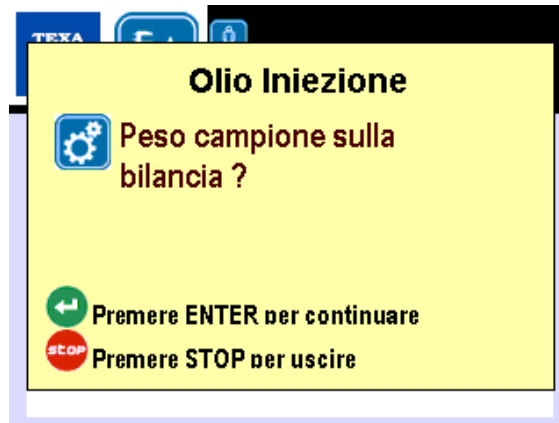 TEXA
Olio Iniezione
Peso campione sulla
bilancia ?
Premere ENTER per continuare
STOP
Premere STOP per uscire